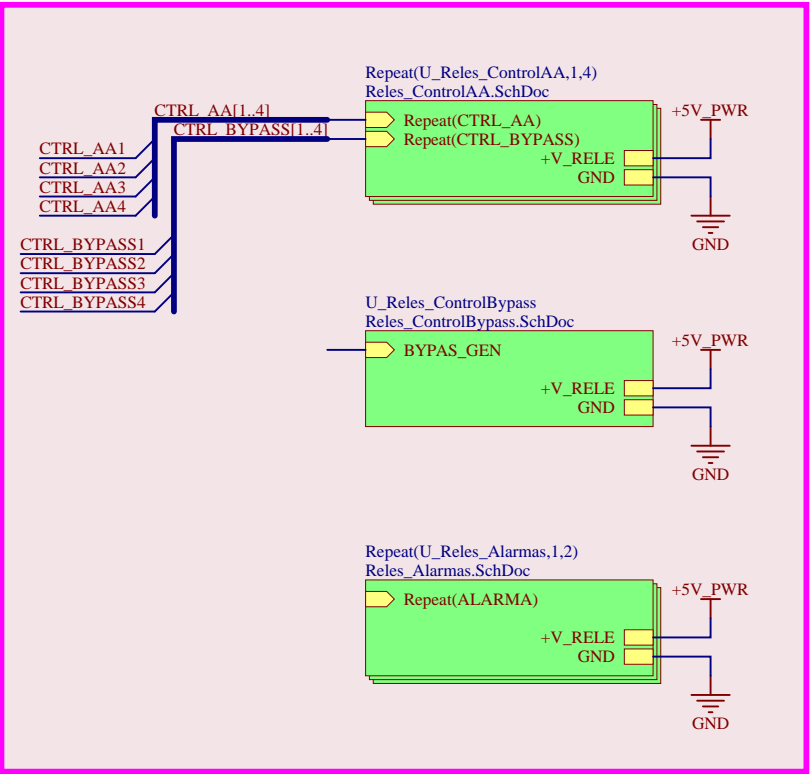 Repeat(U_Reles_ControlAA,1,4)
Reles_ControlAA.SchDoc
CTRL_AA[1..4]
CTRL_BYPASS[1..4]
Repeat(CTRL_AA)
Repeat(CTRL_BYPASS)
+V_RELE
GND
+5V_PWR
GND
CTRL_AA1
CTRL_AA2
CTRL_AA3
CTRL_AA4
CTRL_BYPASS1
CTRL_BYPASS2
CTRL_BYPASS3
CTRL_BYPASS4
U_Reles_ControlBypass
Reles_ControlBypass.SchDoc
BYPAS_GEN
+V_RELE
GND
+5V_PWR
GND
Repeat(U_Reles_Alarmas,1,2)
Reles_Alarmas.SchDoc
Repeat(ALARMA)
+V_RELE
GND
+5V_PWR
GND